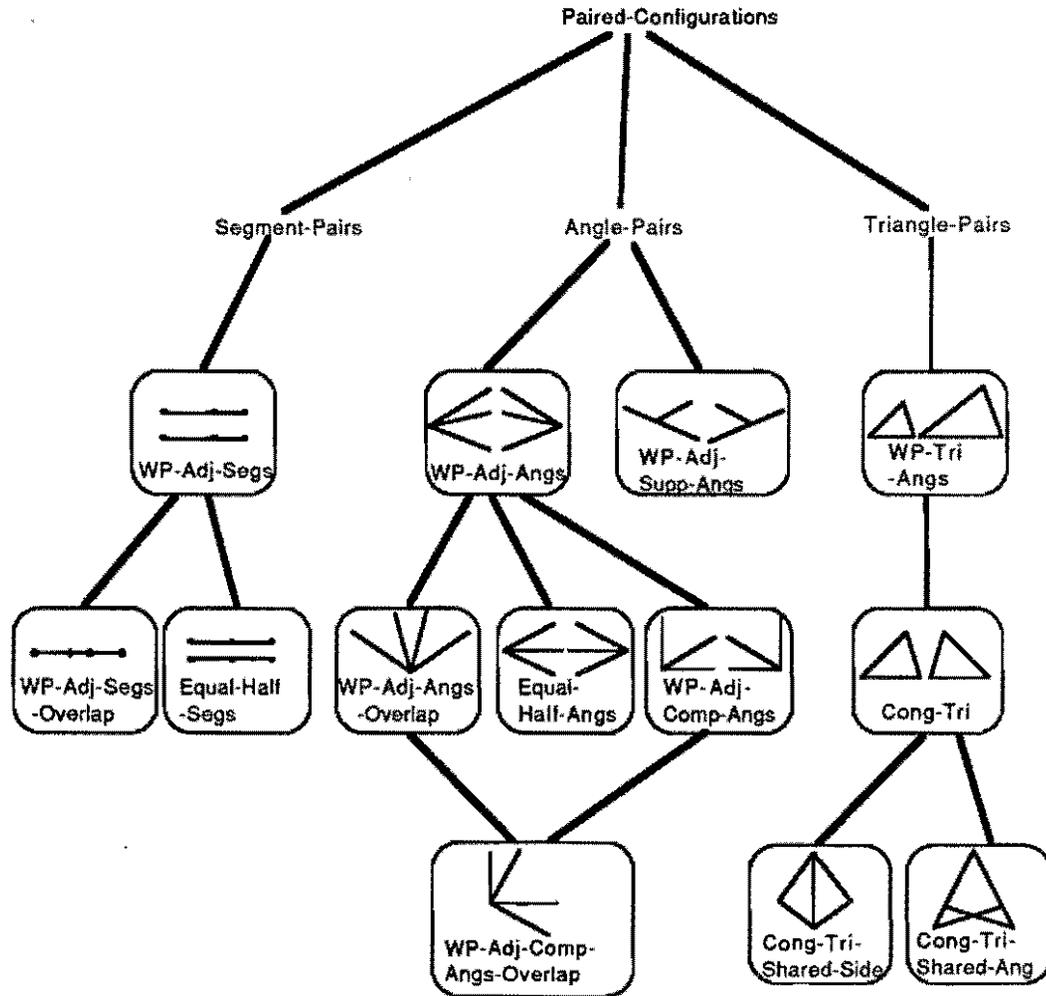 Paired-Configurations
Segment-Pairs
Angle-Pairs
Triangle-Pairs
WP-Adj-Segs
WP-Adj-Angs
WP-Adj-
Supp-Angs
WP-Tri
-Angs
WP-Adj-Segs
-Overlap
Equal-Half
-Segs
WP-Adj-Angs
-Overlap
Equal-
Half-Angs
WP-Adj-
Comp-Angs
Cong-Tri
WP-Adj-Comp-
Angs-Overlap
Cong-Tri-
Shared-Side
Cong-Tri-
Shared-Ang